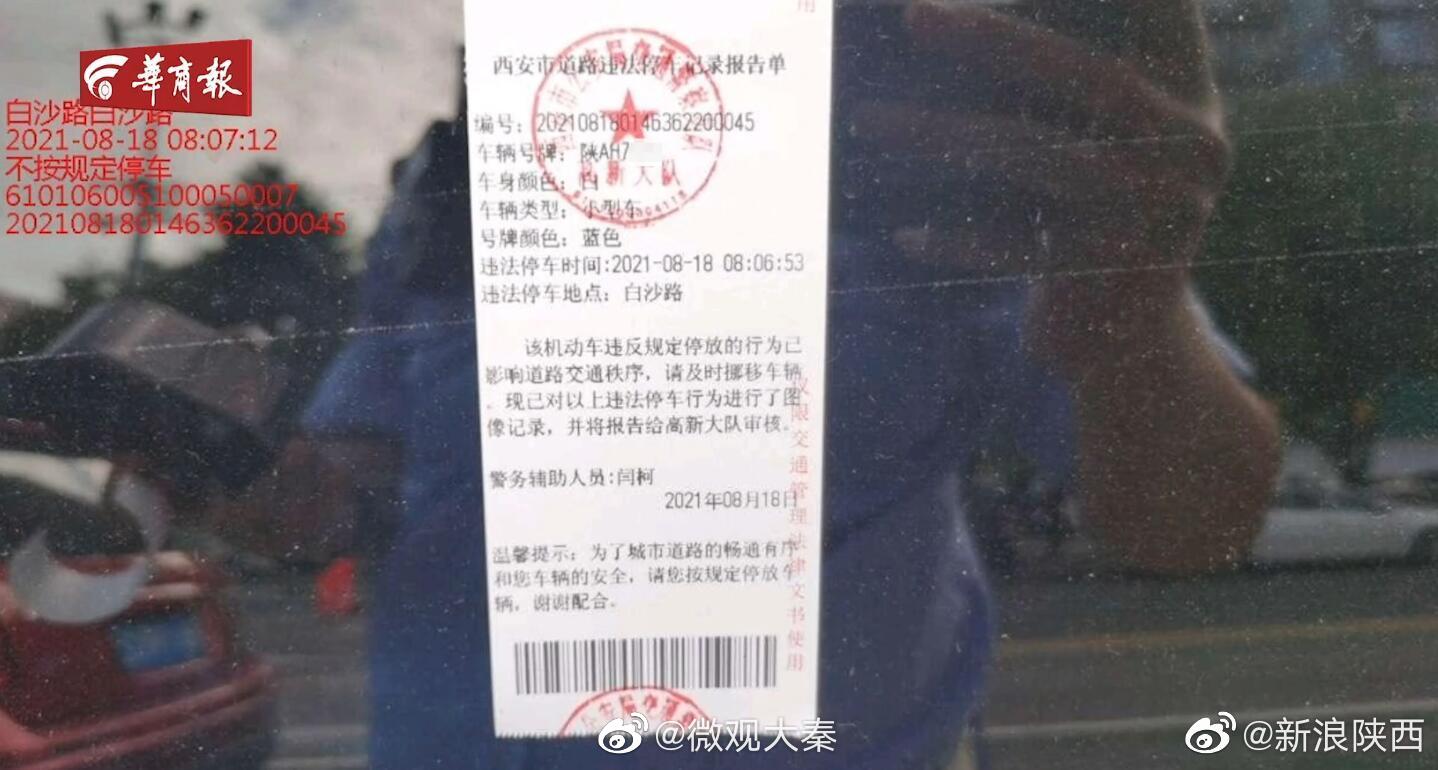 華商報
白沙路白沙路
2021-08-18 08:07:12
不按规定停车
610106005100050007
202108180146362200045
西安市道路违法停车记录报告单
编号：202108180146362200045
车辆号牌：陕AH7
车身颜色：白
车辆类型：小型车
号牌颜色：蓝色
违法停车时间:2021-08-18 08:06:53
违法停车地点：白沙路
该机动车违反规定停放的行为已
影响道路交通秩序，请及时挪移车辆
。现已对以上违法停车行为进行了图
像记录，并将报告给高新大队审核。
警务辅助人员:闫柯
2021年08月18日
温馨提示：为了城市道路的畅通有序
和您车辆的安全，请您按规定停放车
辆，谢谢配合。
高新大队
用
仅限交通管理法律文书使用
@微观大秦
@新浪陕西